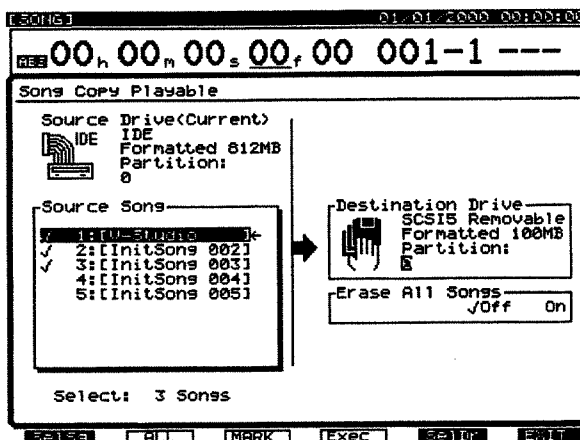 [SONG] 01/01/2000 00:00:00
00h 00m 00s 00f 00 001-1 ---
Song Copy Playable
Source Drive(Current)
IDE
IDE
Formatted 812MB
Partition:
0
Source Song
✓ 1:[V-Studio ]←
✓ 2:[InitSong 002]
✓ 3:[InitSong 003]
4:[InitSong 004]
5:[InitSong 005]
Select: 3 Songs
Destination Drive
SCSI5 Removable
Formatted 100MB
Partition:
Erase All Songs
✓Off On
MARK Exec EXIT